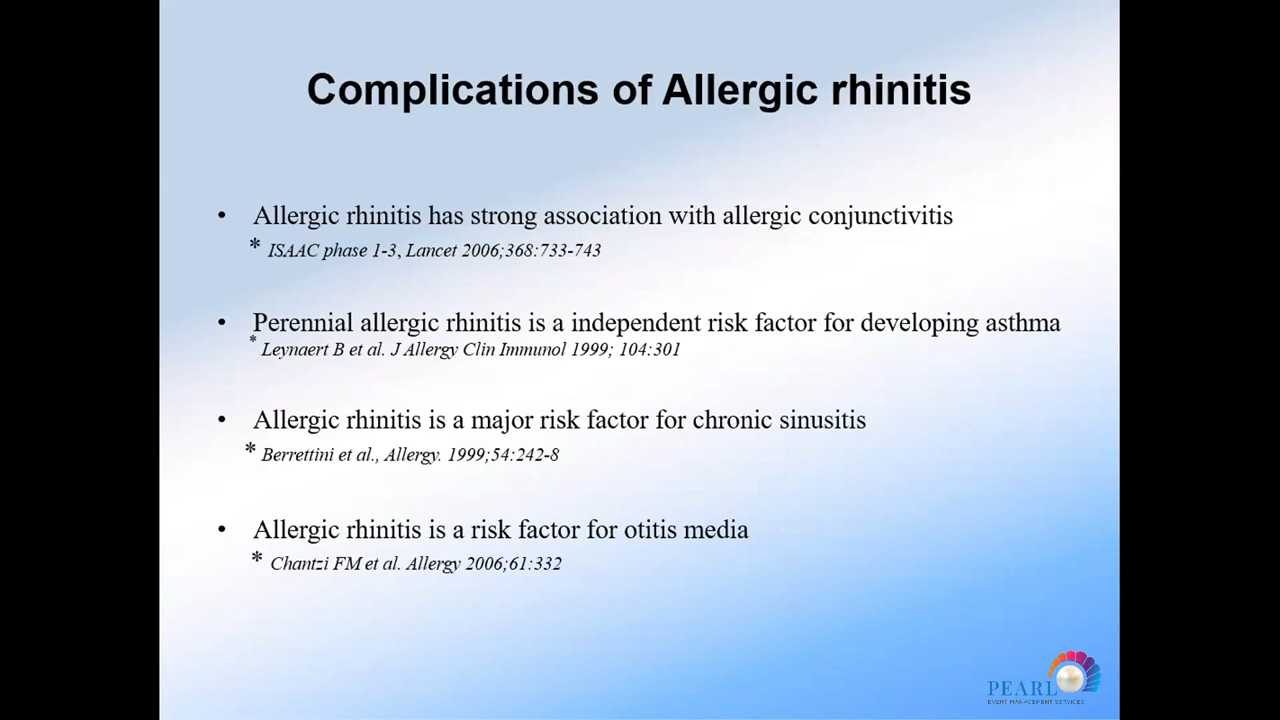 Complications of Allergic rhinitis
• Allergic rhinitis has strong association with allergic conjunctivitis
* ISAAC phase 1-3, Lancet 2006;368:733-743
• Perennial allergic rhinitis is a independent risk factor for developing asthma
* Leynaert B et al. J Allergy Clin Immunol 1999; 104:301
• Allergic rhinitis is a major risk factor for chronic sinusitis
* Berrettini et al., Allergy. 1999;54:242-8
• Allergic rhinitis is a risk factor for otitis media
* Chantzi FM et al. Allergy 2006;61:332
PEARL
EVENT MANAGEMENT SERVICES